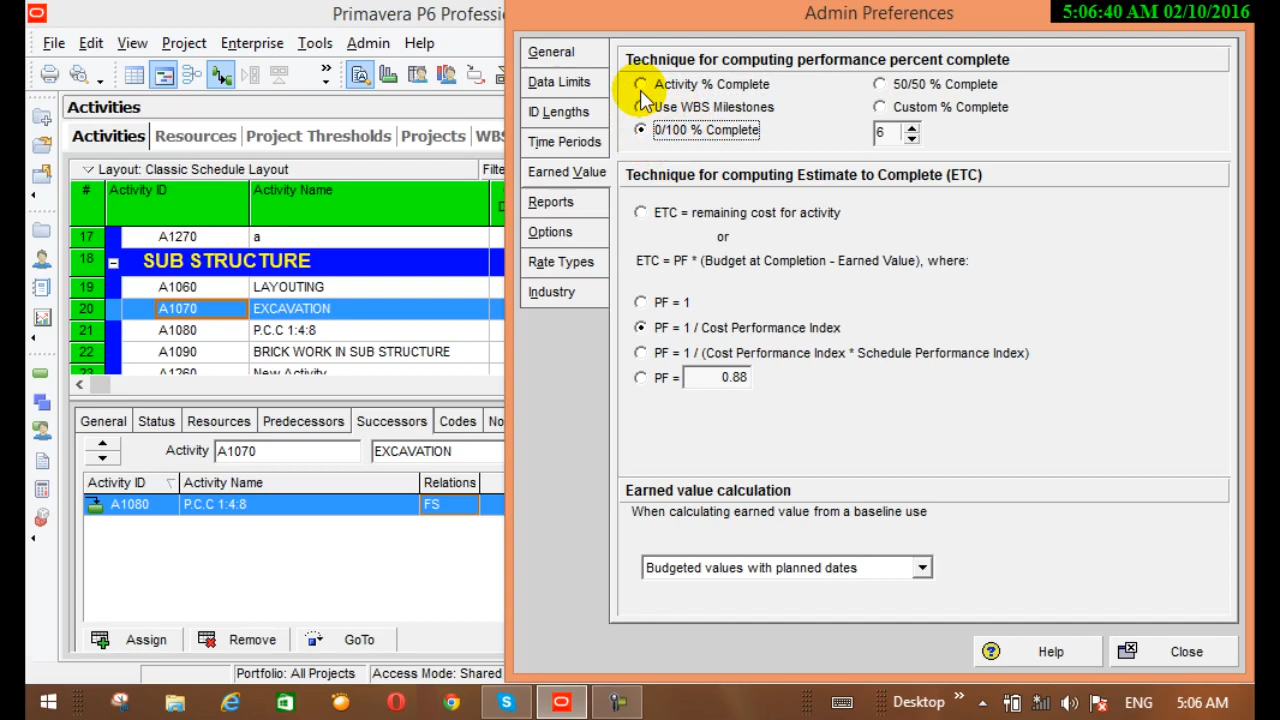 Primavera P6 Professi
Admin Preferences
5:06:40 AM 02/10/2016
File Edit View Project Enterprise Tools Admin Help
Activities
Activities Resources Project Thresholds Projects WBS
Layout: Classic Schedule Layout Filte
# Activity ID Activity Name
17 A1270 a
18 SUB STRUCTURE
19 A1060 LAYOUTING
20 A1070 EXCAVATION
21 A1080 P.C.C 1:4:8
22 A1090 BRICK WORK IN SUB STRUCTURE
23 A1260 New Activity
General Status Resources Predecessors Successors Codes No
Activity A1070 EXCAVATION
Activity ID Activity Name Relations
A1080 P.C.C 1:4:8 FS
Assign Remove GoTo
Portfolio: All Projects Access Mode: Shared
General
Data Limits
ID Lengths
Time Periods
Earned Value
Reports
Options
Rate Types
Industry
Technique for computing performance percent complete
Activity % Complete 50/50 % Complete
Use WBS Milestones Custom % Complete
0/100 % Complete 6
Technique for computing Estimate to Complete (ETC)
ETC = remaining cost for activity
or
ETC = PF * (Budget at Completion - Earned Value), where:
PF = 1
PF = 1 / Cost Performance Index
PF = 1 / (Cost Performance Index * Schedule Performance Index)
PF = 0.88
Earned value calculation
When calculating earned value from a baseline use
Budgeted values with planned dates
Help Close
Desktop ENG 5:06 AM